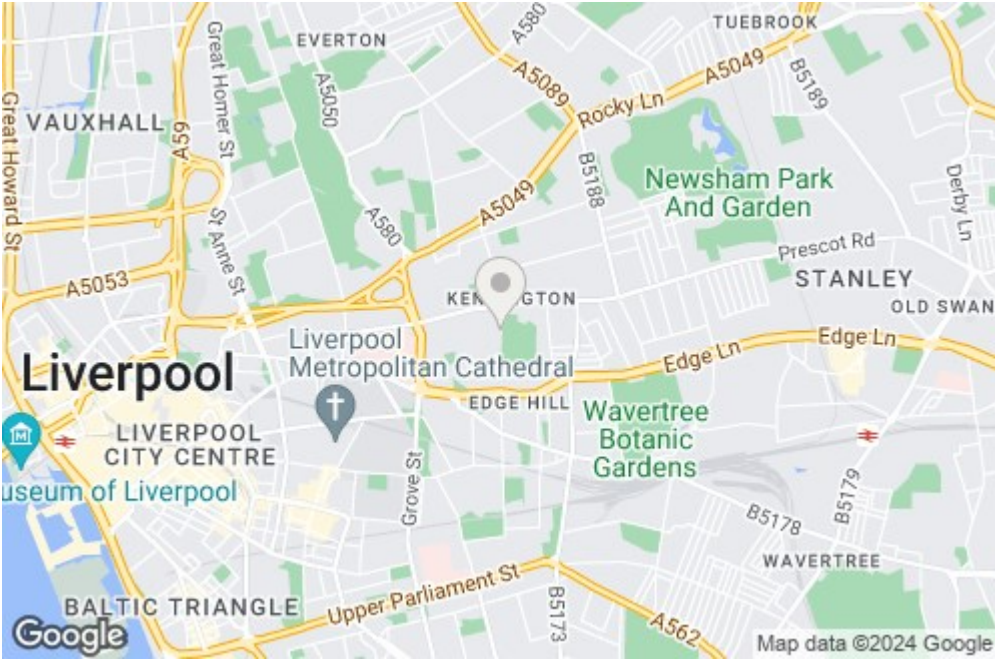 A580
TUEBROOK
EVERTON
Great Homer St
A5050
A5089
A5049
B5189
Great Howard St
VAUXHALL
A59
Rocky Ln
B5188
Newsham Park
And Garden
Derby Ln
A5049
A580
St Anne St
Prescot Rd
A5053
STANLEY
OLD SWAN
Liverpool
Metropolitan Cathedral
Edge Ln
Edge Ln
Liverpool
EDGE HILL
Wavertree
Botanic
Gardens
LIVERPOOL
CITY CENTRE
M
useum of Liverpool
Grove St
B5179
B5178
WAVERTREE
BALTIC TRIANGLE
Upper Parliament St
B5173
A562
Google
Map data ©2024 Google